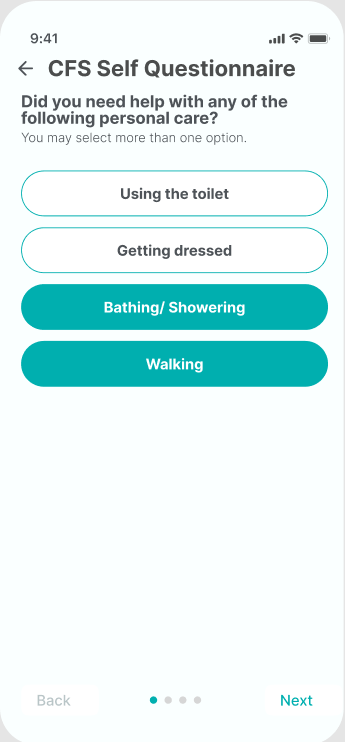 9:41
CFS Self Questionnaire
Did you need help with any of the
following personal care?
You may select more than one option.
Using the toilet
Getting dressed
Bathing/ Showering
Walking
Back
Next